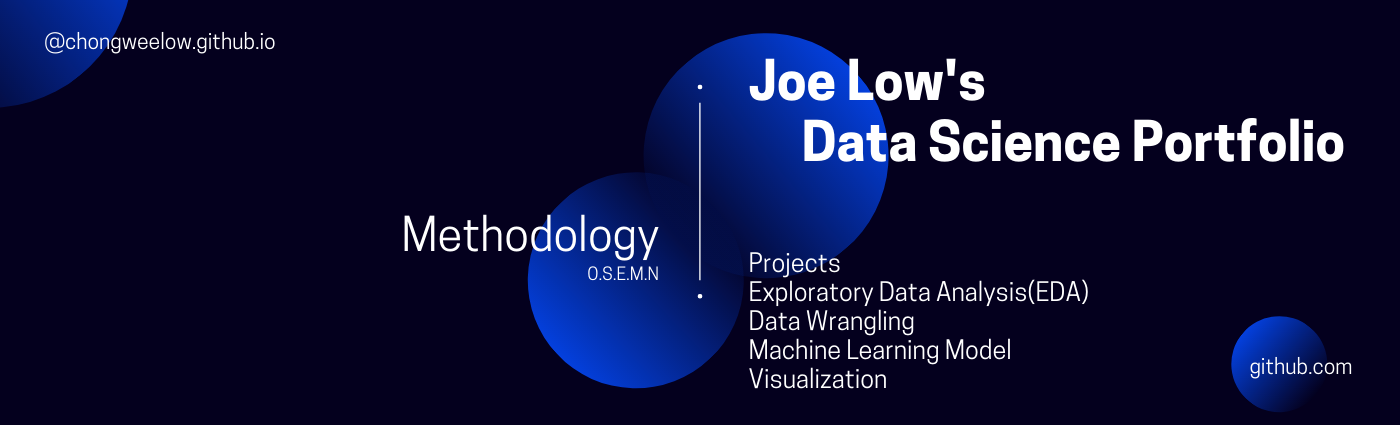 @chongweelow.github.io
Joe Low's
Data Science Portfolio
Methodology
O.S.E.M.N
Projects
Exploratory Data Analysis(EDA)
Data Wrangling
Machine Learning Model
Visualization
github.com